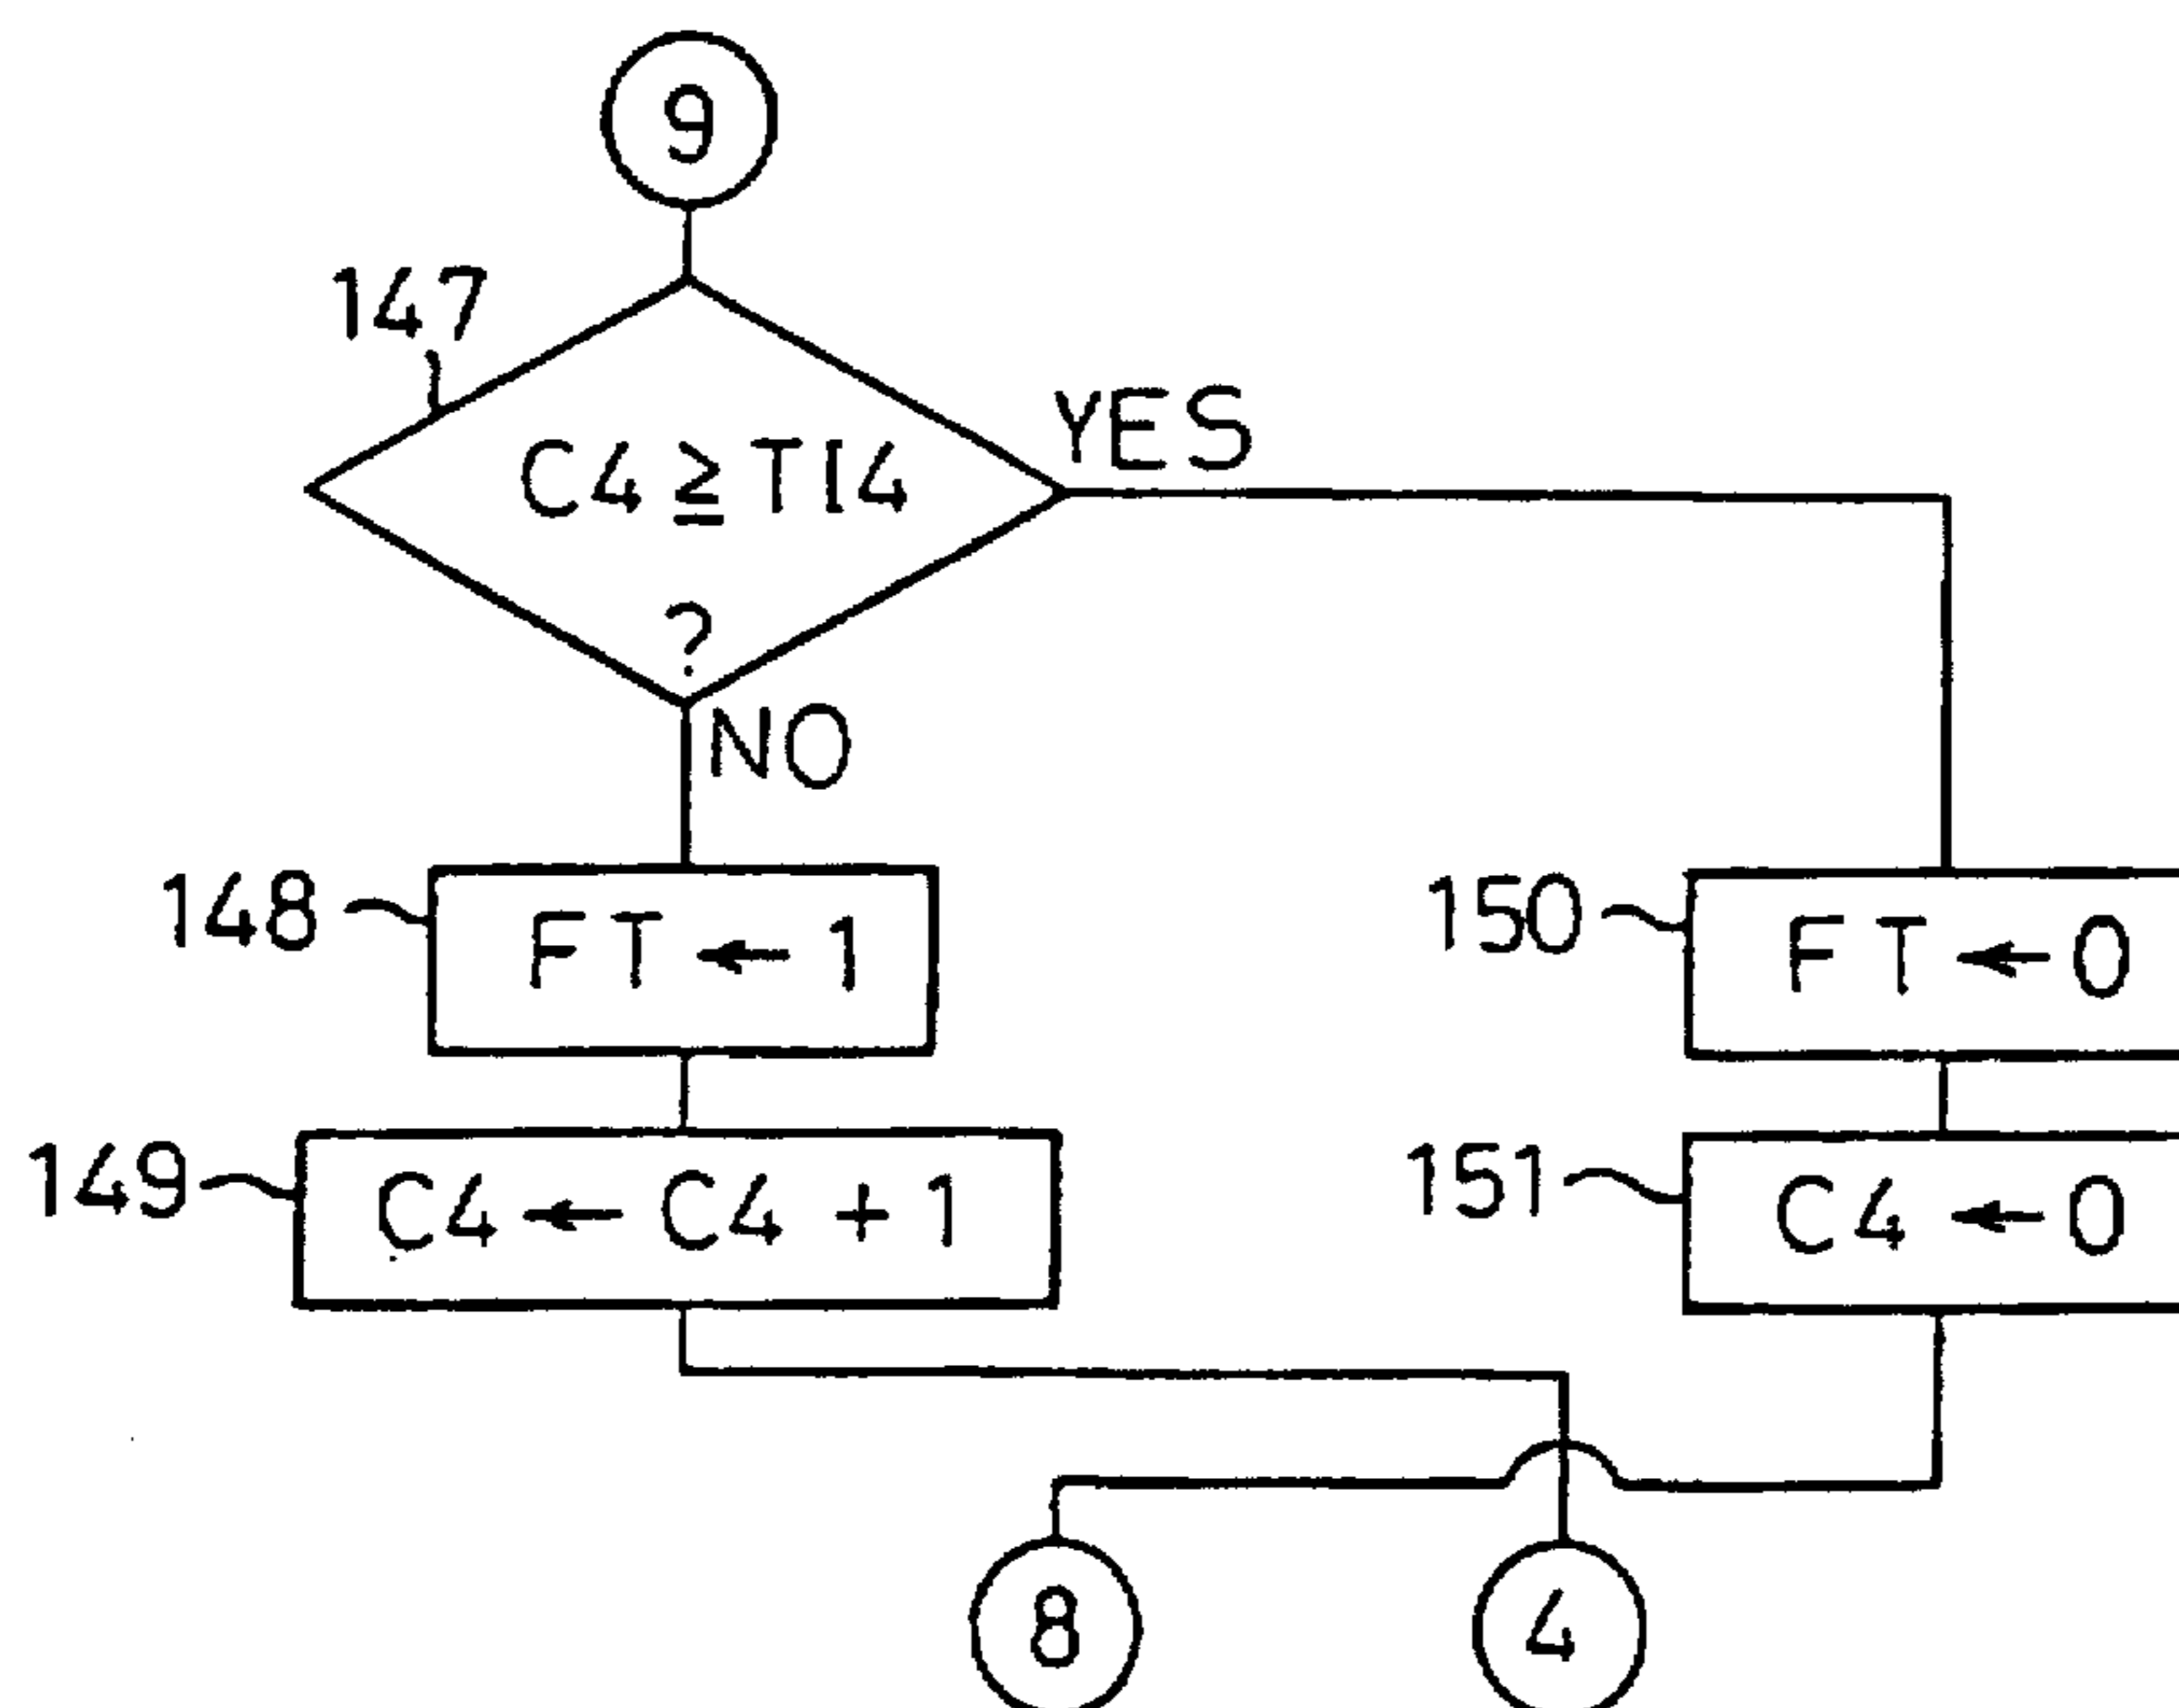 9
147
C4 ≧ TI4
?
YES
NO
148
FT ← 1
150
FT ← 0
149
C4 ← C4 + 1
151
C4 ← 0
8
4